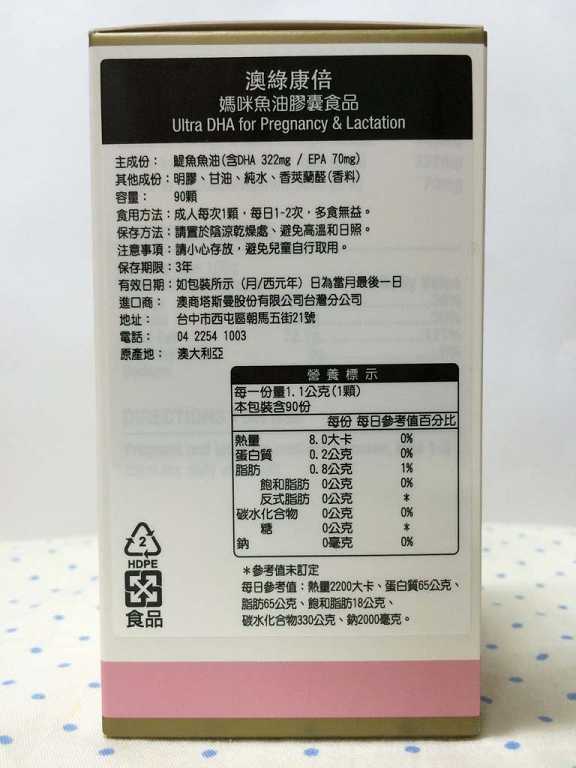 澳綠康倍
媽咪魚油膠囊食品
Ultra DHA for Pregnancy & Lactation
主成份： 鯷魚魚油(含DHA 322mg / EPA 70mg)
其他成份：明膠、甘油、純水、香莢蘭醛(香料)
容量： 90顆
食用方法：成人每次1顆，每日1-2次，多食無益。
保存方法：請置於陰涼乾燥處、避免高溫和日照。
注意事項：請小心存放，避免兒童自行取用。
保存期限：3年
有效日期：如包裝所示（月/西元年）日為當月最後一日
進口商： 澳商塔斯曼股份有限公司台灣分公司
地址： 台中市西屯區朝馬五街21號
電話： 04 2254 1003
原產地： 澳大利亞
營養標示
每一份量1.1公克(1顆)
本包裝含90份
每份 每日參考值百分比
熱量 8.0大卡 0%
蛋白質 0.2公克 0%
脂肪 0.8公克 1%
飽和脂肪 0公克 0%
反式脂肪 0公克 *
碳水化合物 0公克 0%
糖 0公克 *
鈉 0毫克 0%
*參考值未訂定
每日參考值：熱量2200大卡、蛋白質65公克、
脂肪65公克、飽和脂肪18公克、
碳水化合物330公克、鈉2000毫克。
2
HDPE
食品